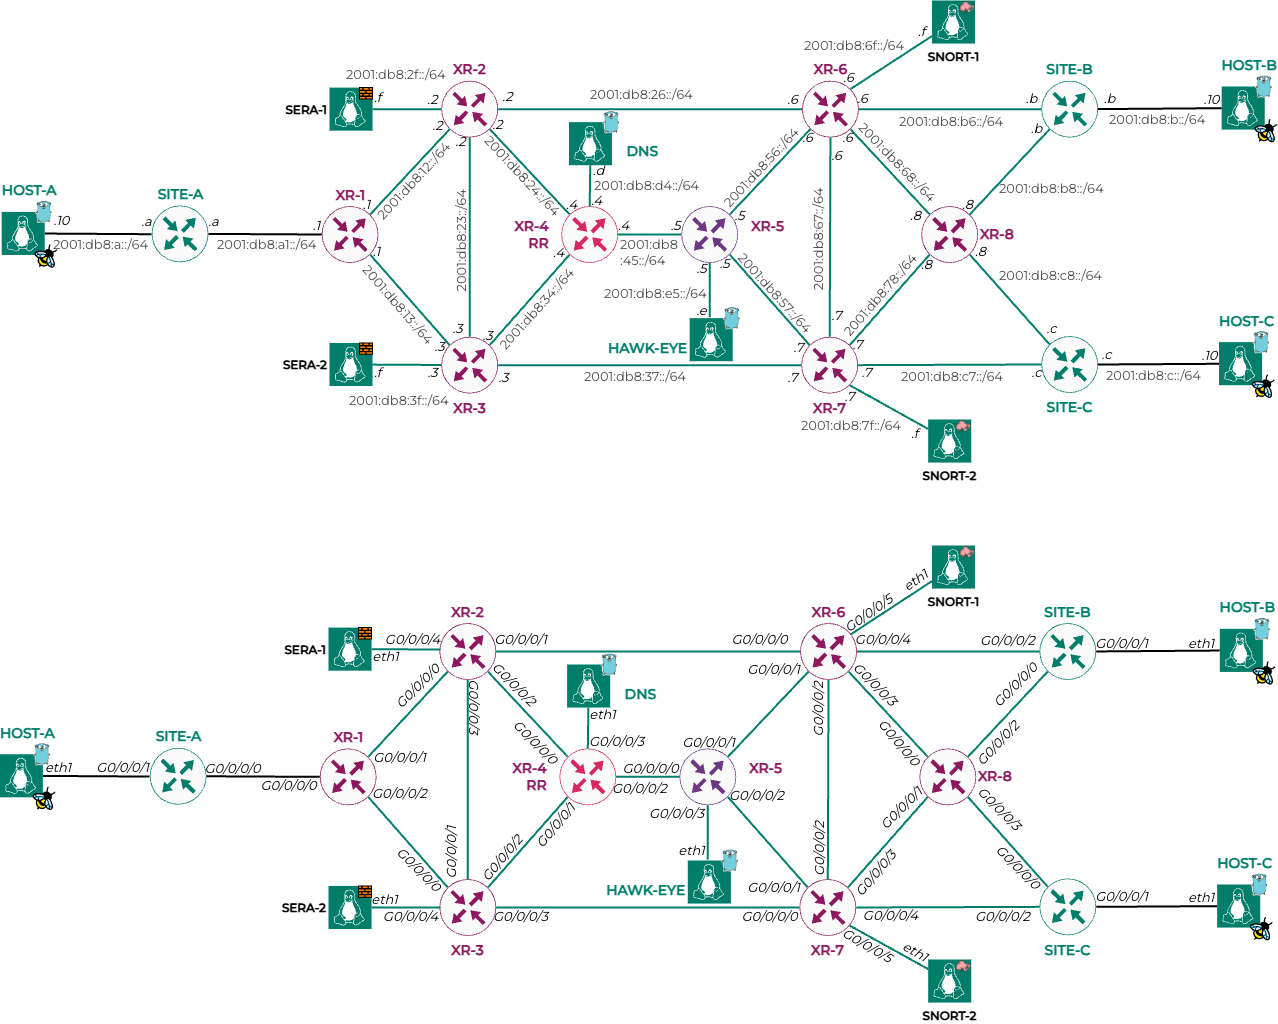 SNORT-1
.f
2001:db8:6f::/64
.6
XR-2
XR-6
SITE-B
HOST-B
2001:db8:2f::/64
SERA-1
.f
.2
.2
2001:db8:26::/64
.6
.6
2001:db8:b6::/64
.b
.b
2001:db8:b::/64
.10
.2
.2
.2
.6
.6
.6
.b
2001:db8:12::/64
2001:db8:23::/64
2001:db8:24::/64
DNS
.d
2001:db8:d4::/64
2001:db8:56::/64
2001:db8:67::/64
2001:db8:68::/64
2001:db8:b8::/64
HOST-A
SITE-A
XR-1
.1
.4
.4
.8
.8
.10
2001:db8:a::/64
.a
.a
2001:db8:a1::/64
.1
XR-4
RR
.4
2001:db8
:45::/64
.5
.5
XR-5
XR-8
.1
.4
.5
.5
.8
.8
2001:db8:13::/64
2001:db8:34::/64
2001:db8:e5::/64
2001:db8:57::/64
2001:db8:78::/64
2001:db8:c8::/64
.e
HAWK-EYE
.3
.3
.3
.7
.7
.7
.c
HOST-C
SERA-2
.f
.3
.3
2001:db8:37::/64
.7
.7
2001:db8:c7::/64
.c
.c
2001:db8:c::/64
.10
2001:db8:3f::/64
XR-3
XR-7
.7
SITE-C
2001:db8:7f::/64
.f
SNORT-2
SNORT-1
eth1
G0/0/0/5
XR-2
XR-6
SITE-B
HOST-B
SERA-1
eth1
G0/0/0/4
G0/0/0/1
G0/0/0/0
G0/0/0/4
G0/0/0/2
G0/0/0/1
eth1
G0/0/0/0
G0/0/0/3
G0/0/0/2
G0/0/0/1
G0/0/0/2
G0/0/0/3
G0/0/0/0
DNS
eth1
HOST-A
SITE-A
XR-1
G0/0/0/0
G0/0/0/3
G0/0/0/1
G0/0/0/0
G0/0/0/2
eth1
G0/0/0/1
G0/0/0/0
G0/0/0/0
G0/0/0/1
XR-4
RR
G0/0/0/0
G0/0/0/2
XR-5
XR-8
G0/0/0/2
G0/0/0/1
G0/0/0/3
G0/0/0/2
G0/0/0/1
G0/0/0/3
G0/0/0/0
G0/0/0/1
G0/0/0/2
eth1
HAWK-EYE
G0/0/0/1
G0/0/0/2
G0/0/0/3
G0/0/0/0
HOST-C
SERA-2
eth1
G0/0/0/4
G0/0/0/3
G0/0/0/0
G0/0/0/4
G0/0/0/2
G0/0/0/1
eth1
XR-3
XR-7
G0/0/0/5
eth1
SITE-C
SNORT-2